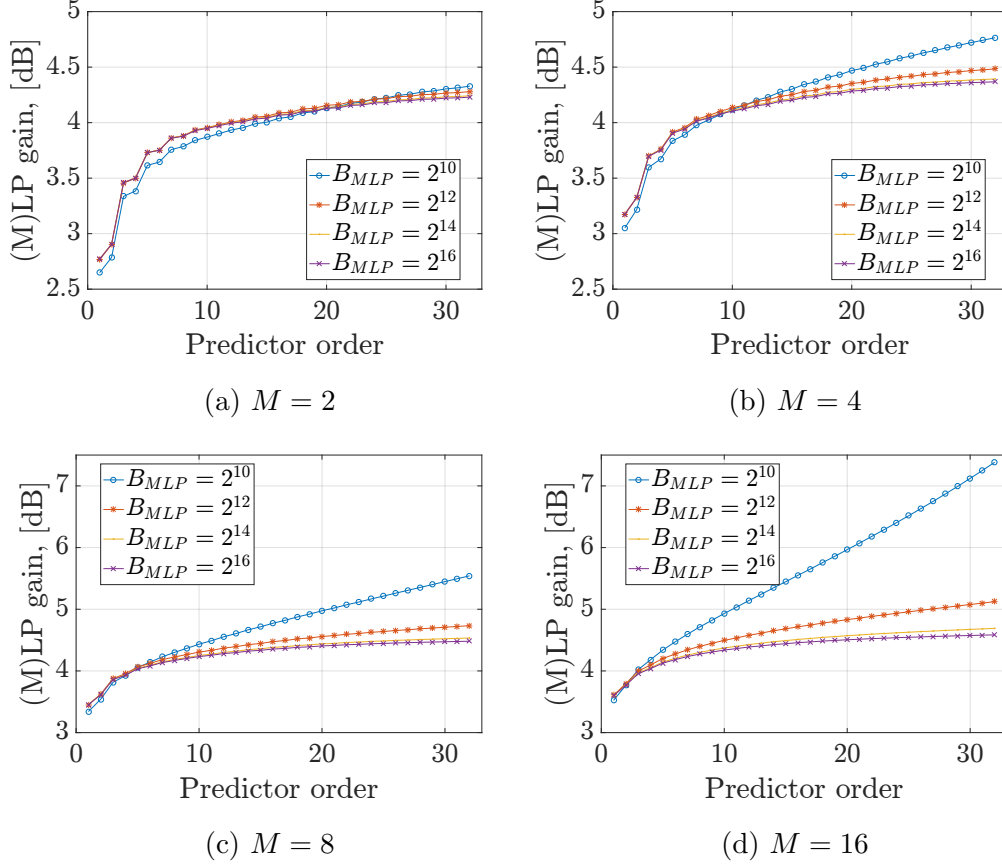 5
4.5
4
3.5
3
2.5
(M)LP gain, [dB]
B_{MLP} = 2^{10}
B_{MLP} = 2^{12}
B_{MLP} = 2^{14}
B_{MLP} = 2^{16}
0 10 20 30
Predictor order
(a) M = 2
5
4.5
4
3.5
3
2.5
(M)LP gain, [dB]
B_{MLP} = 2^{10}
B_{MLP} = 2^{12}
B_{MLP} = 2^{14}
B_{MLP} = 2^{16}
0 10 20 30
Predictor order
(b) M = 4
7
6
5
4
3
(M)LP gain, [dB]
B_{MLP} = 2^{10}
B_{MLP} = 2^{12}
B_{MLP} = 2^{14}
B_{MLP} = 2^{16}
0 10 20 30
Predictor order
(c) M = 8
7
6
5
4
3
(M)LP gain, [dB]
B_{MLP} = 2^{10}
B_{MLP} = 2^{12}
B_{MLP} = 2^{14}
B_{MLP} = 2^{16}
0 10 20 30
Predictor order
(d) M = 16